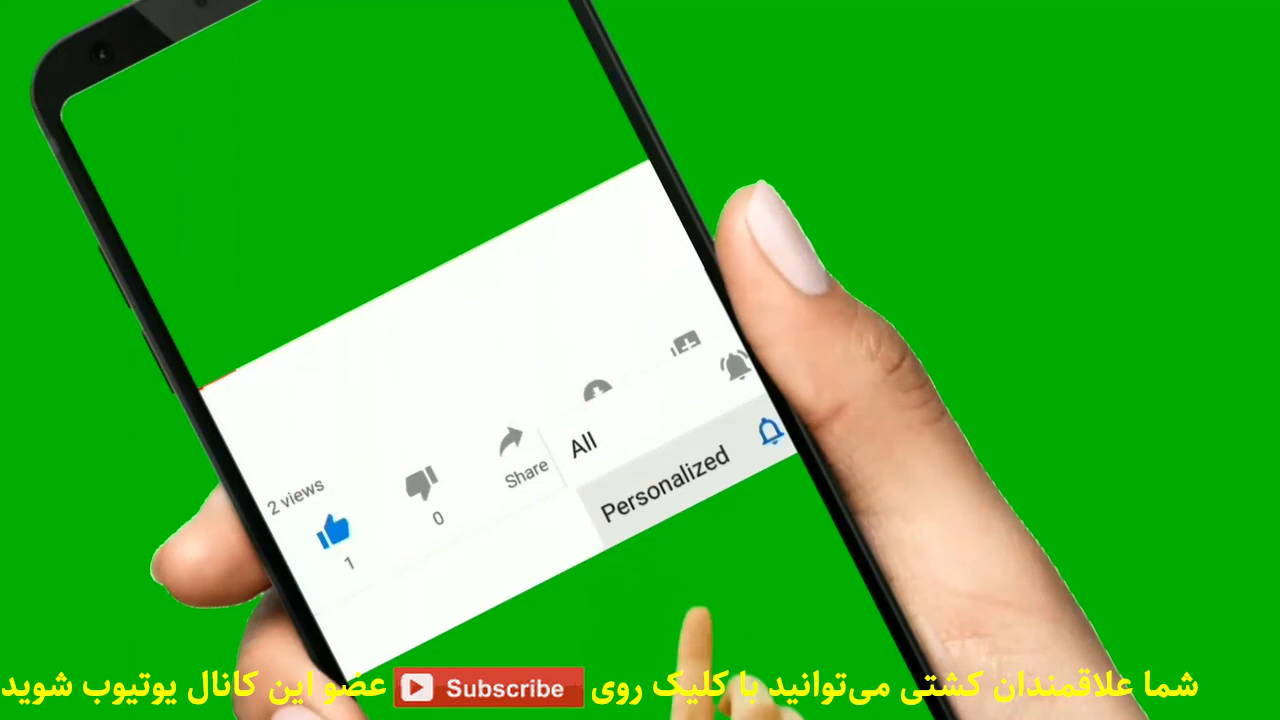 2 views
1
0
Share
All
Personalized
شما علاقمندان کشتی می‌توانید با کلیک روی Subscribe عضو این کانال یوتیوب شوید